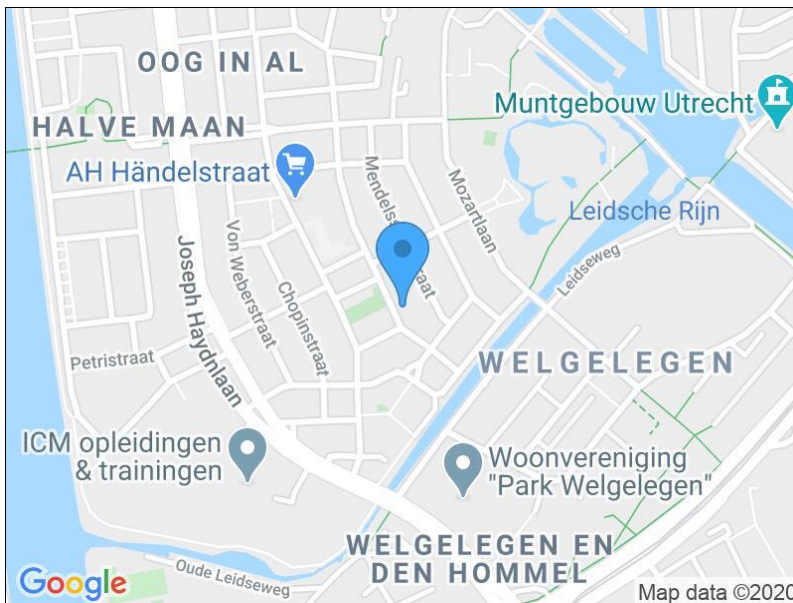 OOG IN AL
Muntgebouw Utrecht
HALVE MAAN
AH Händelstraat
Mozartlaan
Leidsche Rijn
Von Weberstraat
Joseph Haydnlaan
Chopinstraat
Leidseweg
Petristraat
WELGELEGEN
ICM opleidingen
& trainingen
Woonvereniging
"Park Welgelegen"
WELGELEGEN EN
DEN HOMMEL
Oude Leidseweg
Google
Map data ©2020